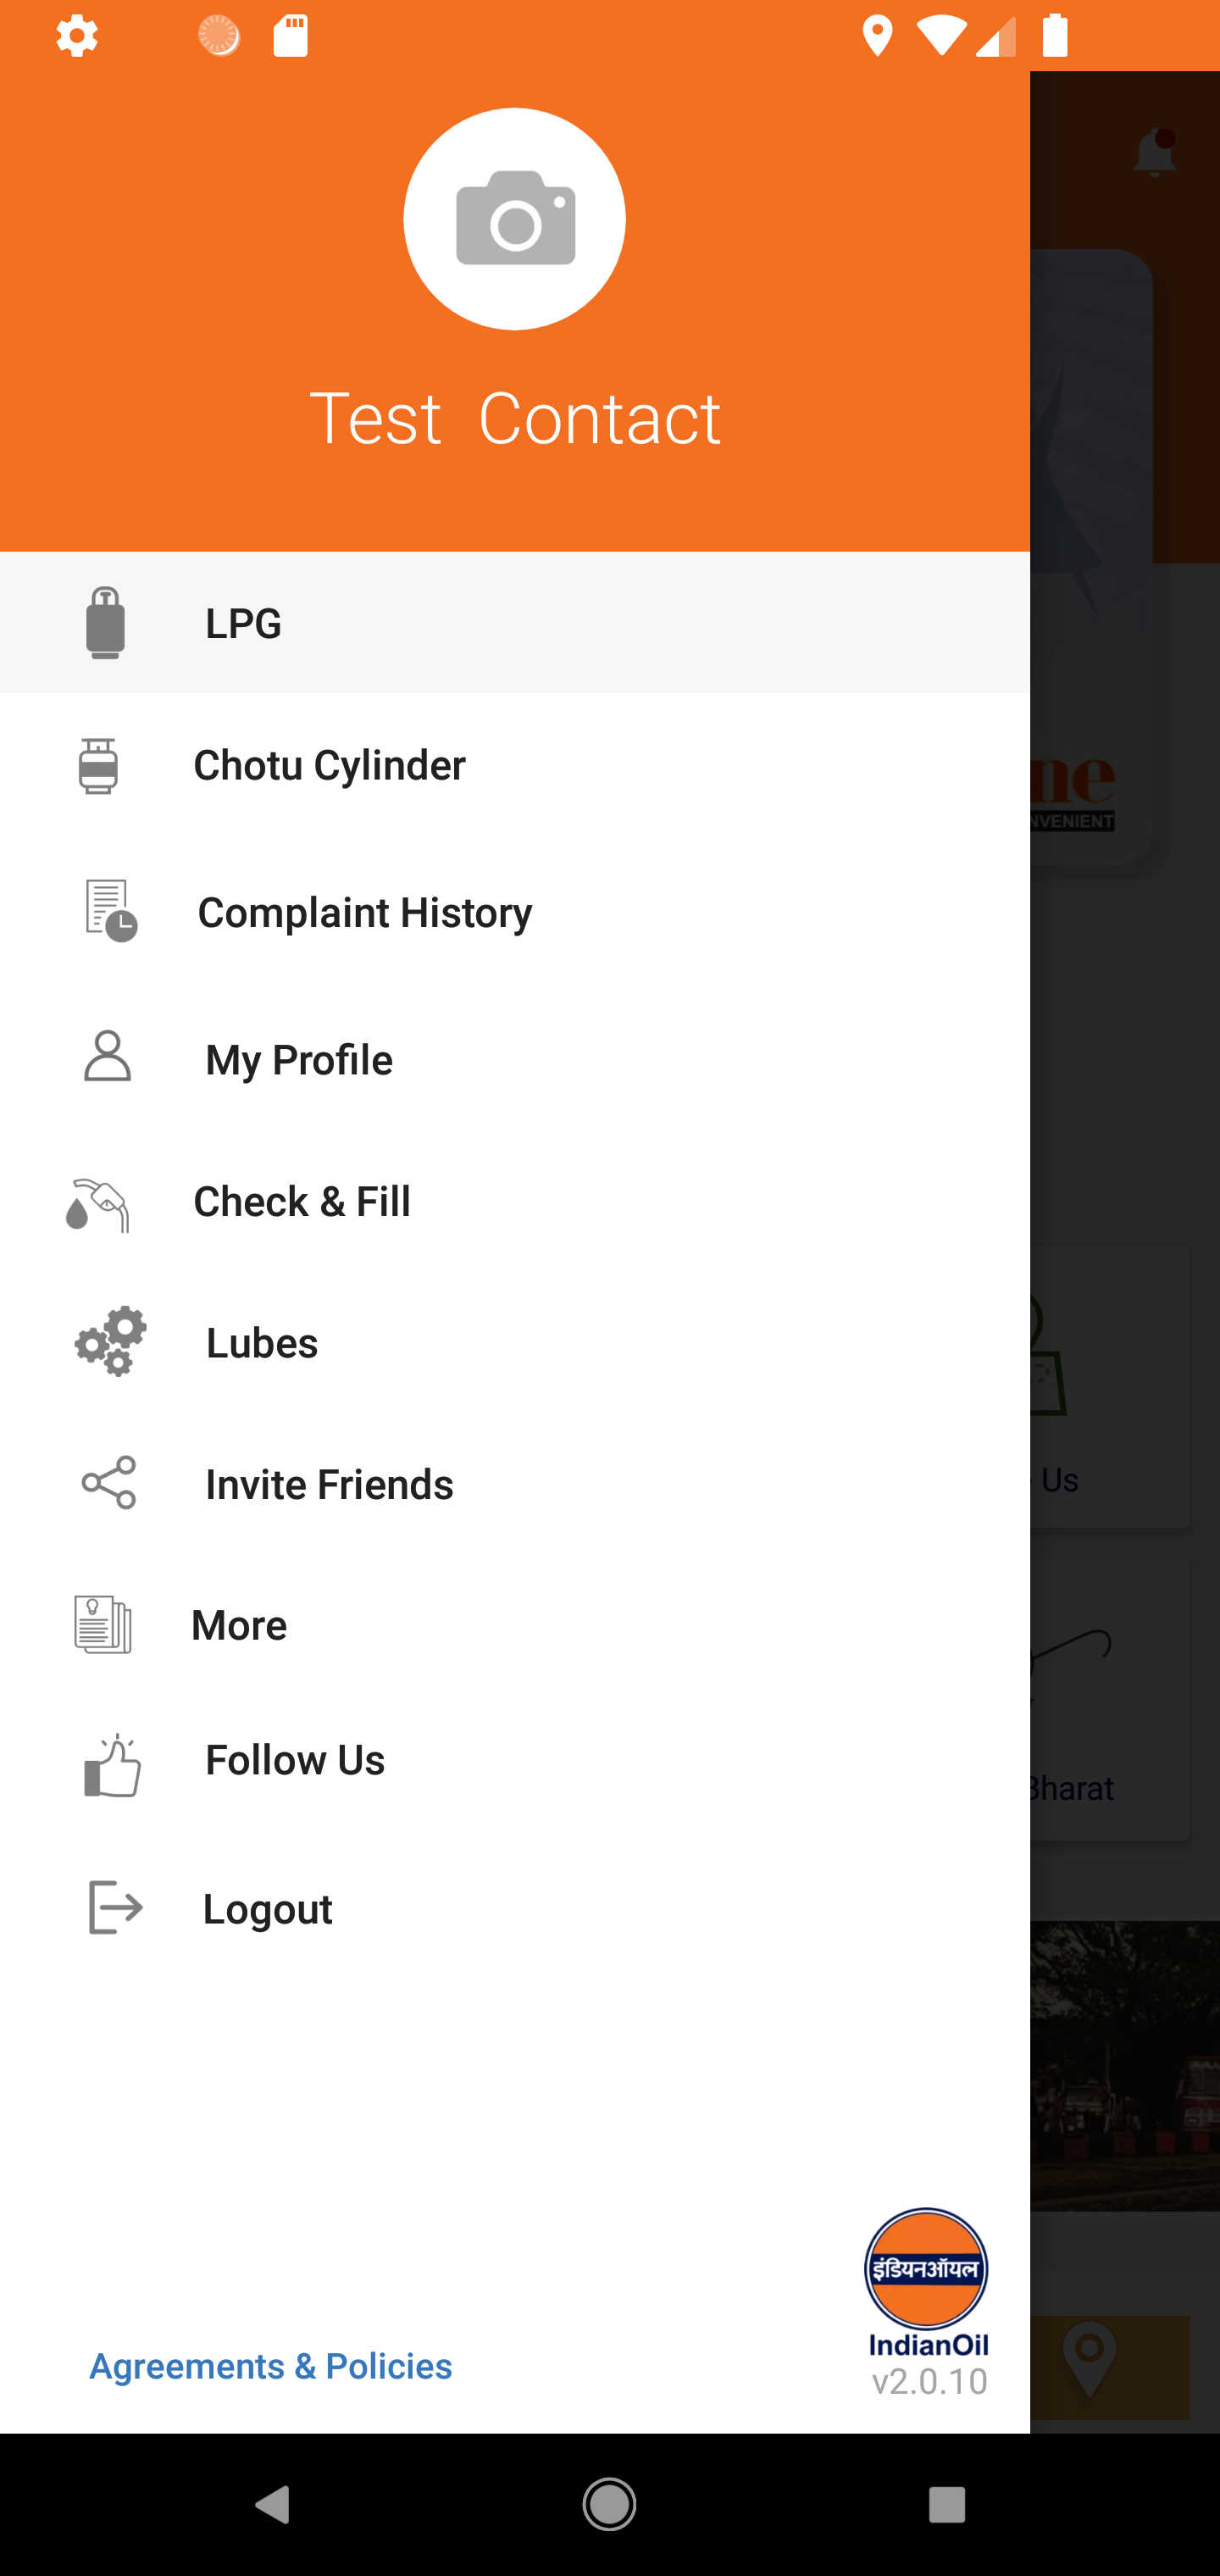 Test Contact
LPG
Chotu Cylinder
Complaint History
My Profile
Check & Fill
Lubes
Invite Friends
More
Follow Us
Logout
इंडियनऑयल
IndianOil
v2.0.10
Agreements & Policies
ne
NVENIENT
Us
Bharat